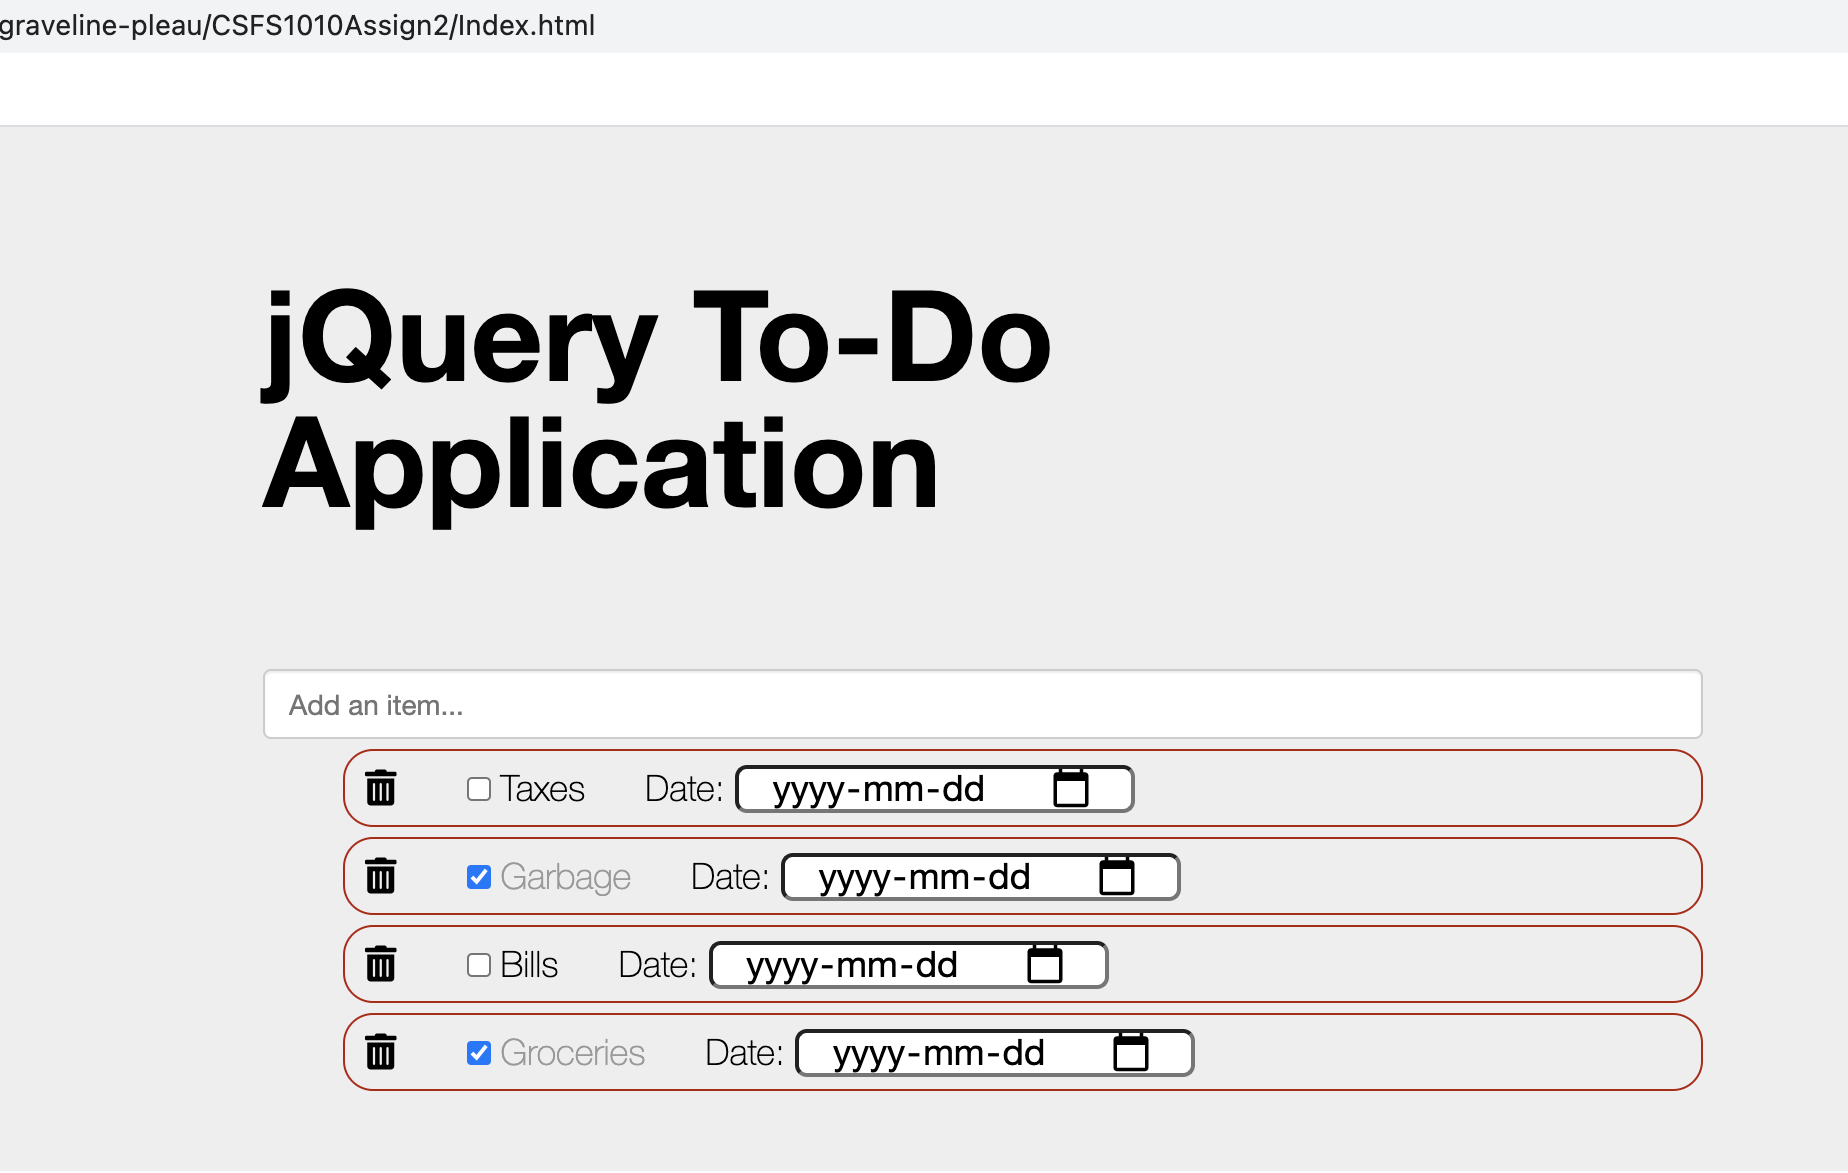 graveline-pleau/CSFS1010Assign2/Index.html
jQuery To-Do
Application
Add an item...
Taxes Date: yyyy-mm-dd
Garbage Date: yyyy-mm-dd
Bills Date: yyyy-mm-dd
Groceries Date: yyyy-mm-dd